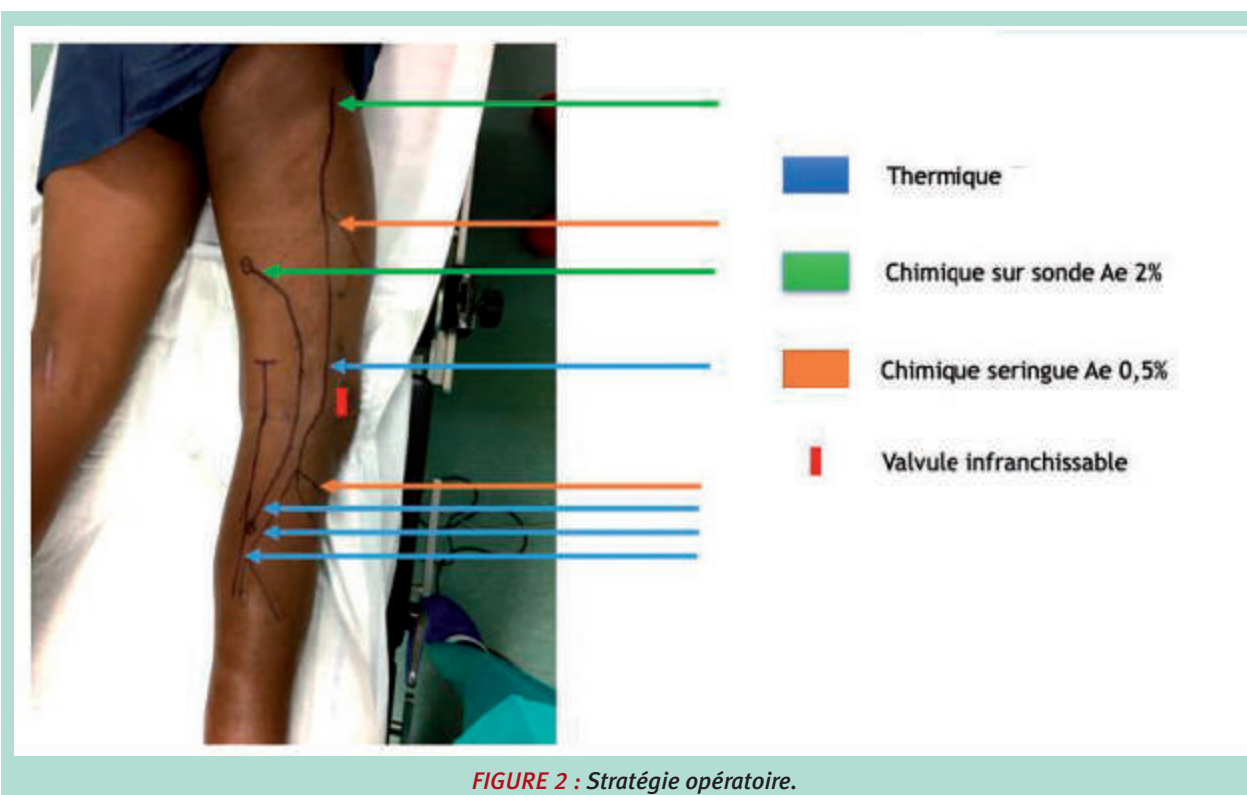 Thermique
Chimique sur sonde Ae 2%
Chimique seringue Ae 0,5%
Valvule infranchissable
FIGURE 2 : Stratégie opératoire.